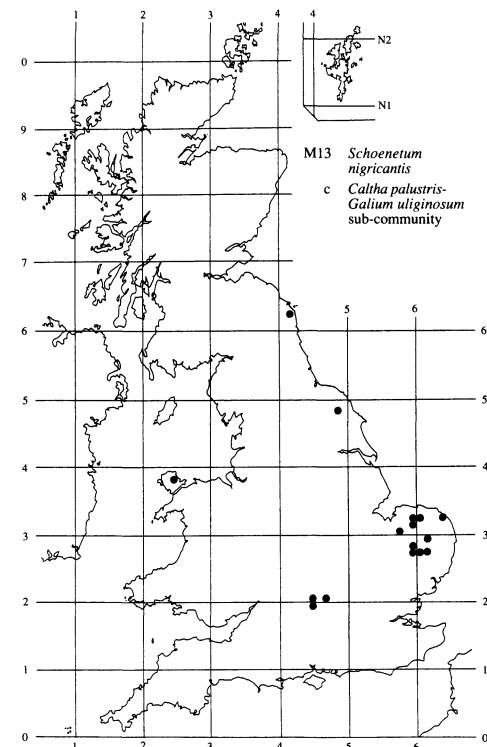 1 2 3 4
N2
N1
M13 Schoenetum
nigricantis
c Caltha palustris-
Galium uliginosum
sub-community
0
9
8
7
5 6
6 6
5 5
4 4
3 3
2 2
1 1
0 0
1 2 3 4 5 6